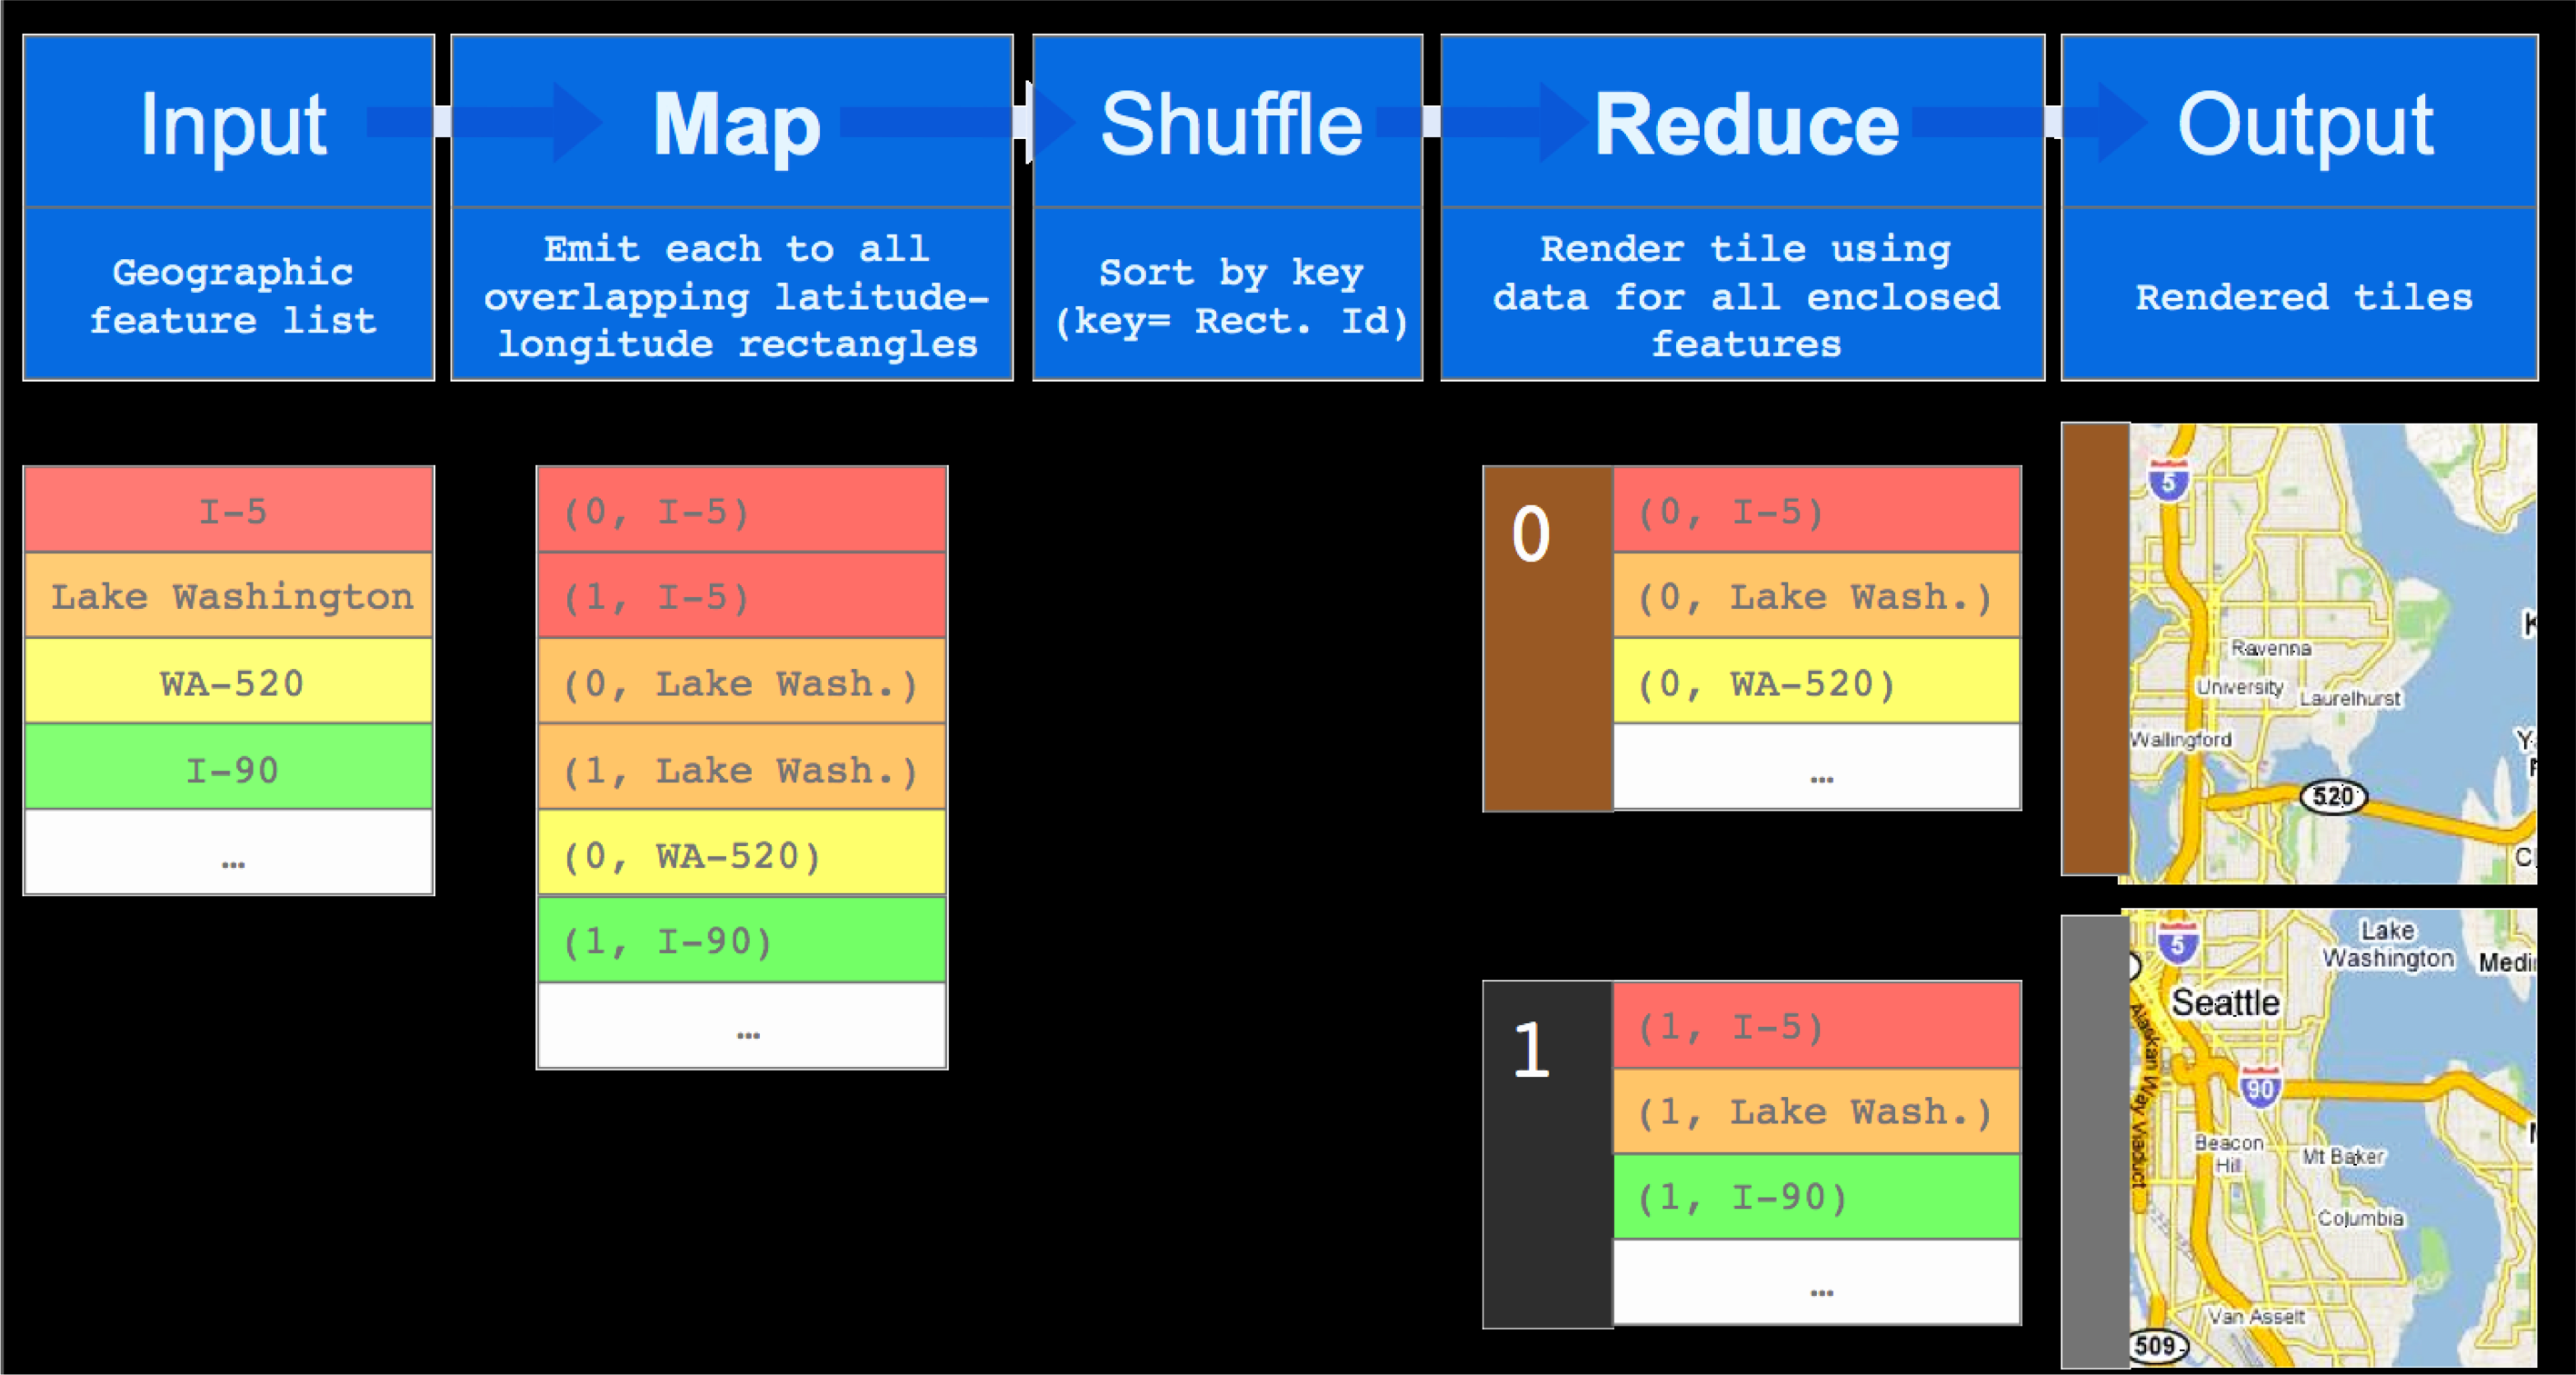 Input
Map
Shuffle
Reduce
Output
Geographic
feature list
Emit each to all
overlapping latitude-
longitude rectangles
Sort by key
(key= Rect. Id)
Render tile using
data for all enclosed
features
Rendered tiles
I-5
Lake Washington
WA-520
I-90
…
(0, I-5)
(1, I-5)
(0, Lake Wash.)
(1, Lake Wash.)
(0, WA-520)
(1, I-90)
…
0
(0, I-5)
(0, Lake Wash.)
(0, WA-520)
…
1
(1, I-5)
(1, Lake Wash.)
(1, I-90)
…
5
K
Ravenna
University
Laurelhurst
Wallingford
Y
520
C
5
Lake
Washington
Medi
Seattle
Alaskan Way Viaduct
90
Beacon
Hill
Mt Baker
Columbia
Van Asselt
509